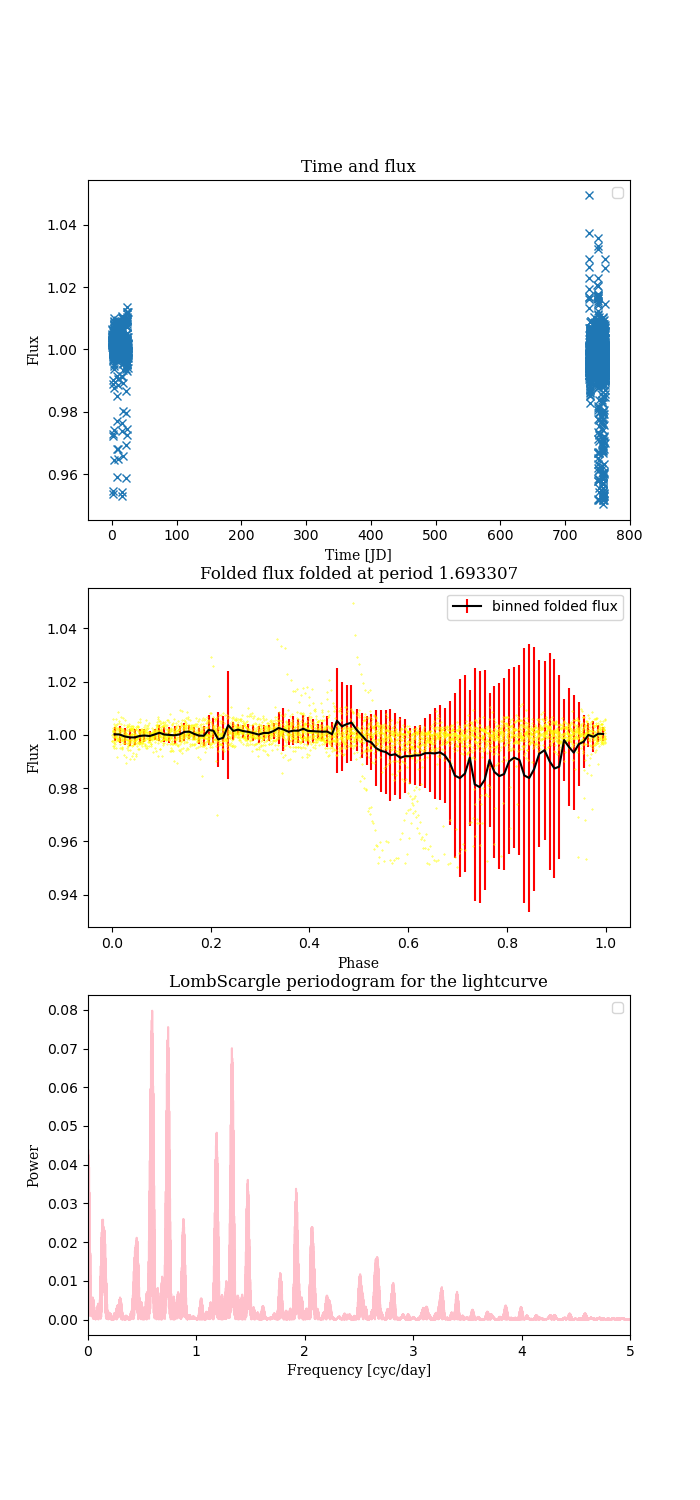 Time and flux
1.04
1.02
1.00
0.98
0.96
Flux
0 100 200 300 400 500 600 700 800
Time [JD]
Folded flux folded at period 1.693307
binned folded flux
1.04
1.02
1.00
0.98
0.96
0.94
Flux
0.0 0.2 0.4 0.6 0.8 1.0
Phase
LombScargle periodogram for the lightcurve
0.08
0.07
0.06
0.05
0.04
0.03
0.02
0.01
0.00
Power
0 1 2 3 4 5
Frequency [cyc/day]